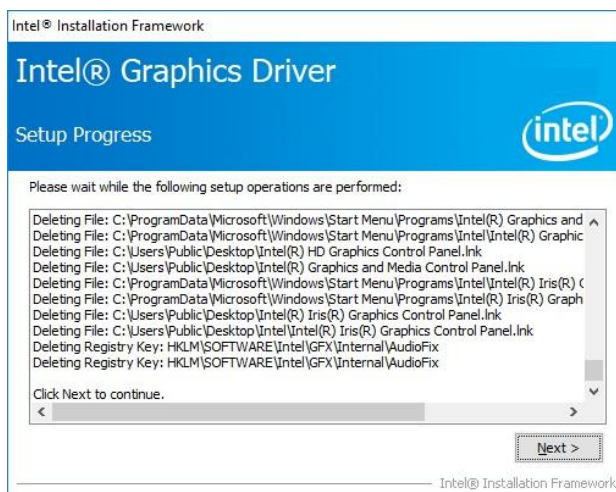 Intel® Installation Framework
Intel® Graphics Driver
Setup Progress
intel
Please wait while the following setup operations are performed:
Deleting File: C:\ProgramData\Microsoft\Windows\Start Menu\Programs\Intel(R) Graphics and
Deleting File: C:\ProgramData\Microsoft\Windows\Start Menu\Programs\Intel\Intel(R) Graphic
Deleting File: C:\Users\Public\Desktop\Intel(R) HD Graphics Control Panel.lnk
Deleting File: C:\Users\Public\Desktop\Intel(R) Graphics and Media Control Panel.lnk
Deleting File: C:\ProgramData\Microsoft\Windows\Start Menu\Programs\Intel\Intel(R) Iris(R) G
Deleting File: C:\ProgramData\Microsoft\Windows\Start Menu\Programs\Intel(R) Iris(R) Graph
Deleting File: C:\Users\Public\Desktop\Intel(R) Iris(R) Graphics Control Panel.lnk
Deleting File: C:\Users\Public\Desktop\Intel\Intel(R) Iris(R) Graphics Control Panel.lnk
Deleting Registry Key: HKLM\SOFTWARE\Intel\GFX\Internal\AudioFix
Deleting Registry Key: HKLM\SOFTWARE\Intel\GFX\Internal\AudioFix
Click Next to continue.
Next >
Intel® Installation Framework